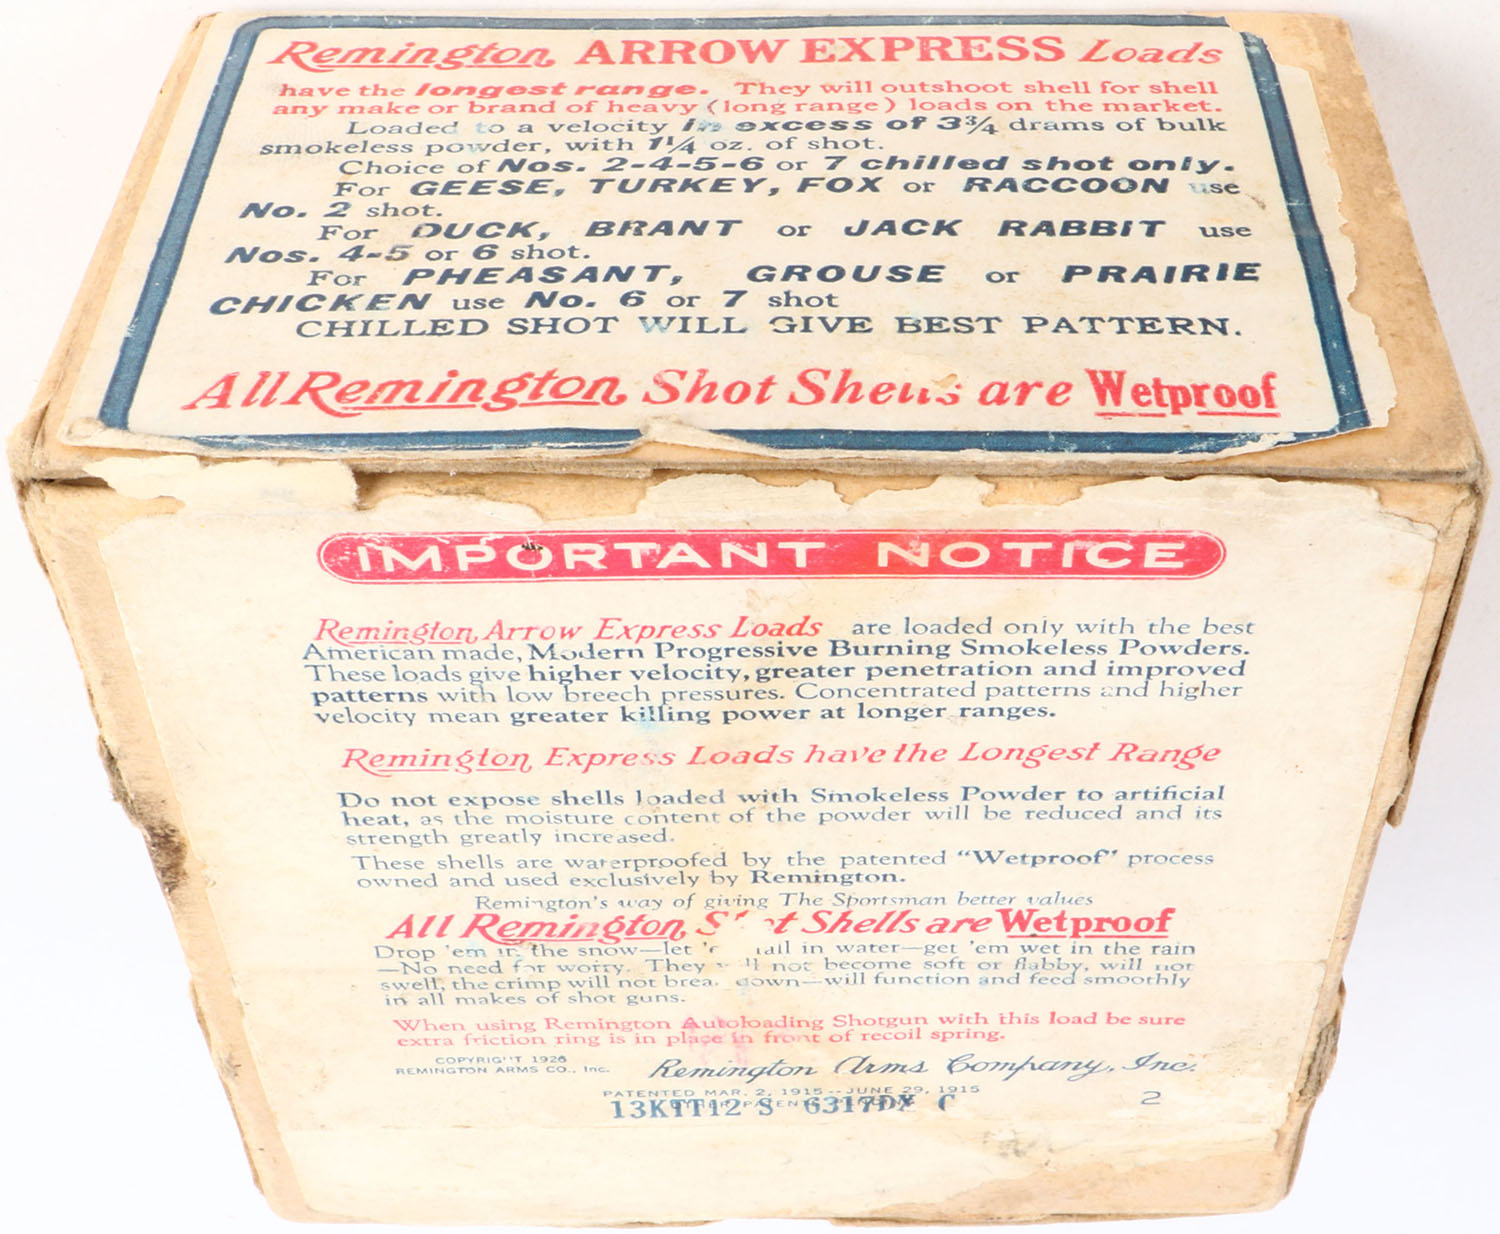 Remington ARROW EXPRESS Loads
have the longest range. They will outshoot shell for shell
any make or brand of heavy (long range) loads on the market.
Loaded to a velocity in excess of 3¾ drams of bulk
smokeless powder, with 1¼ oz. of shot.
Choice of Nos. 2-4-5-6 or 7 chilled shot only.
For GEESE, TURKEY, FOX or RACCOON use
No. 2 shot.
For DUCK, BRANT or JACK RABBIT use
Nos. 4-5 or 6 shot.
For PHEASANT, GROUSE or PRAIRIE
CHICKEN use No. 6 or 7 shot
CHILLED SHOT WILL GIVE BEST PATTERN.
All Remington Shot Shells are Wetproof
IMPORTANT NOTICE
Remington Arrow Express Loads are loaded only with the best
American made, Modern Progressive Burning Smokeless Powders.
These loads give higher velocity, greater penetration and improved
patterns with low breech pressures. Concentrated patterns and higher
velocity mean greater killing power at longer ranges.
Remington Express Loads have the Longest Range
Do not expose shells loaded with Smokeless Powder to artificial
heat, as the moisture content of the powder will be reduced and its
strength greatly increased.
These shells are waterproofed by the patented "Wetproof" process
owned and used exclusively by Remington.
Remington's way of giving The Sportsman better values
All Remington Shot Shells are Wetproof
Drop 'em in the snow—let 'em fall in water—get 'em wet in the rain
—No need for worry. They will not become soft or flabby, will not
swell, the crimp will not break down—will function and feed smoothly
in all makes of shot guns.
When using Remington Autoloading Shotgun with this load be sure
extra friction ring is in place in front of recoil spring.
COPYRIGHT 1926
REMINGTON ARMS CO., Inc.
Remington Arms Company, Inc.
PATENTED MAR. 2, 1915--JUNE 29, 1915
13K1T12 S 6317DX C
2